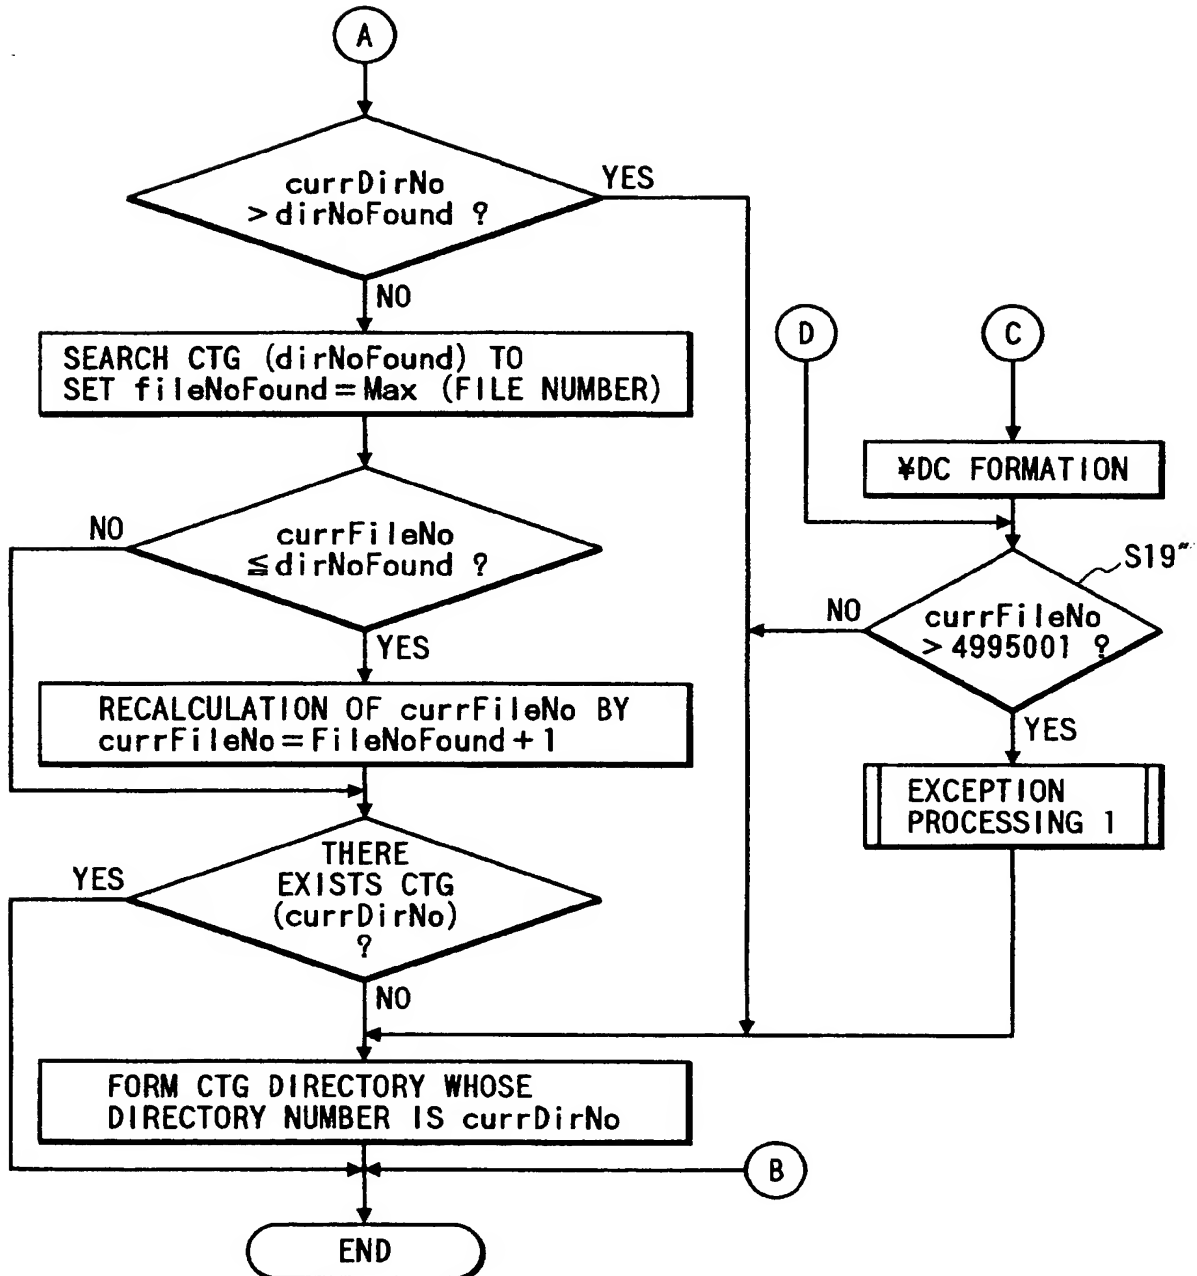 A
currDirNo
> dirNoFound ?
YES
NO
SEARCH CTG (dirNoFound) TO
SET fileNoFound = Max (FILE NUMBER)
D
C
¥DC FORMATION
NO
currFileNo
≦ dirNoFound ?
YES
S19‴
NO
currFileNo
> 4995001 ?
YES
RECALCULATION OF currFileNo BY
currFileNo = FileNoFound + 1
EXCEPTION
PROCESSING 1
YES
THERE
EXISTS CTG
(currDirNo)
?
NO
FORM CTG DIRECTORY WHOSE
DIRECTORY NUMBER IS currDirNo
B
END